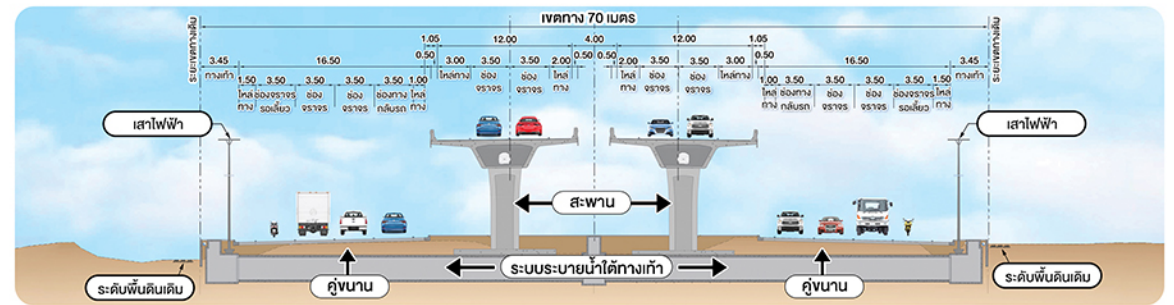 เขตทาง 70 เมตร
ระยะเขตทางเดิม
ระยะเขตทางเดิม
1.05 12.00 4.00 12.00 1.05
0.50 0.50 0.50 0.50
3.45 16.50 3.00 3.50 3.50 2.00 2.00 3.50 3.50 3.00 16.50 3.45
ทางเท้า ไหล่ทาง ช่องจราจร ช่องจราจร ไหล่ทาง ไหล่ทาง ช่องจราจร ช่องจราจร ไหล่ทาง ทางเท้า
1.50 3.50 3.50 3.50 3.50 1.00 1.00 3.50 3.50 3.50 3.50 1.50
ไหล่ทาง ช่องจราจรรอเลี้ยว ช่องจราจร ช่องจราจร ช่องทางกลับรถ ไหล่ทาง ไหล่ทาง ช่องทางกลับรถ ช่องจราจร ช่องจราจร ช่องจราจรรอเลี้ยว ไหล่ทาง
เสาไฟฟ้า เสาไฟฟ้า
สะพาน
ระบบระบายน้ำใต้ทางเท้า
ระดับพื้นดินเดิม คู่ขนาน คู่ขนาน ระดับพื้นดินเดิม